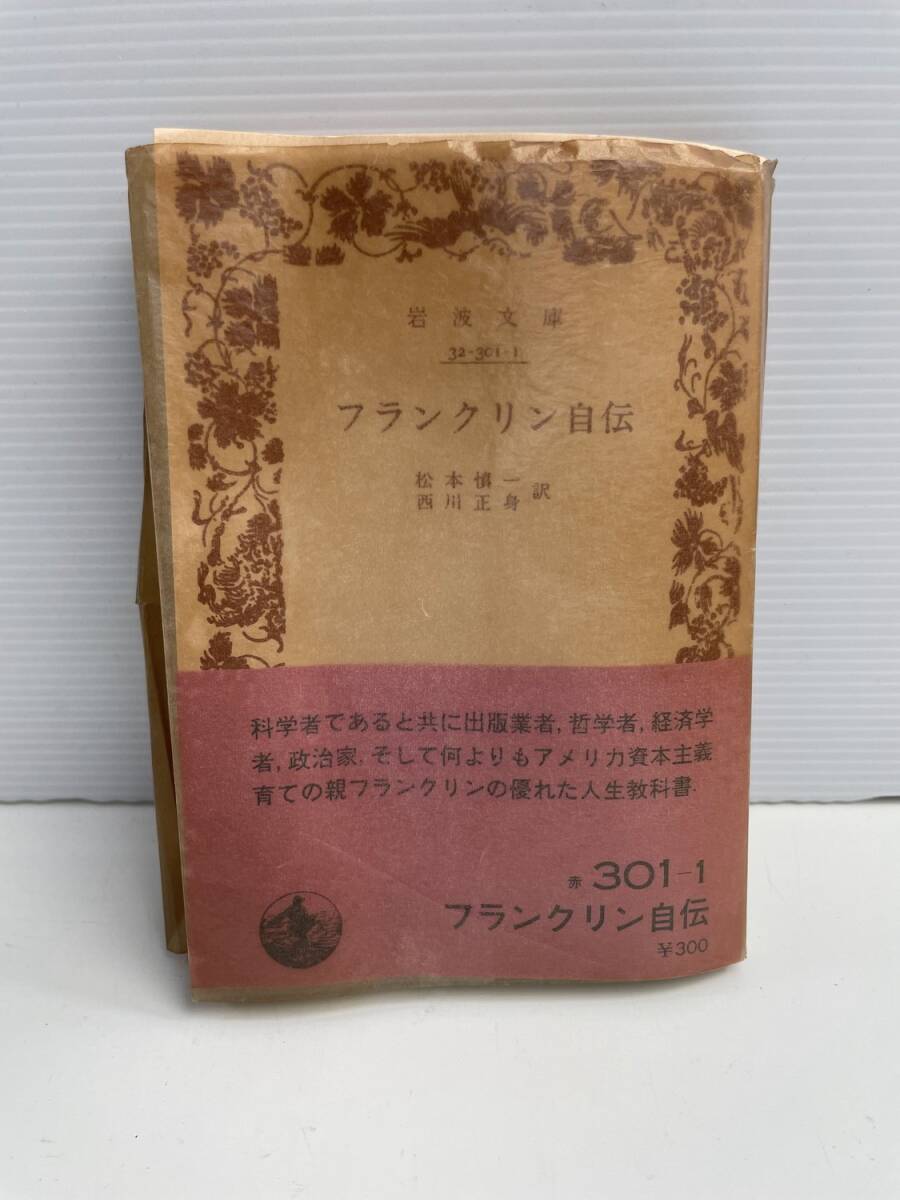 岩波文庫
32-301-1
フランクリン自伝
松本慎一
西川正身 訳
科学者であると共に出版業者,哲学者,経済学
者,政治家,そして何よりもアメリカ資本主義
育ての親フランクリンの優れた人生教科書.
赤 301-1
フランクリン自伝
¥300